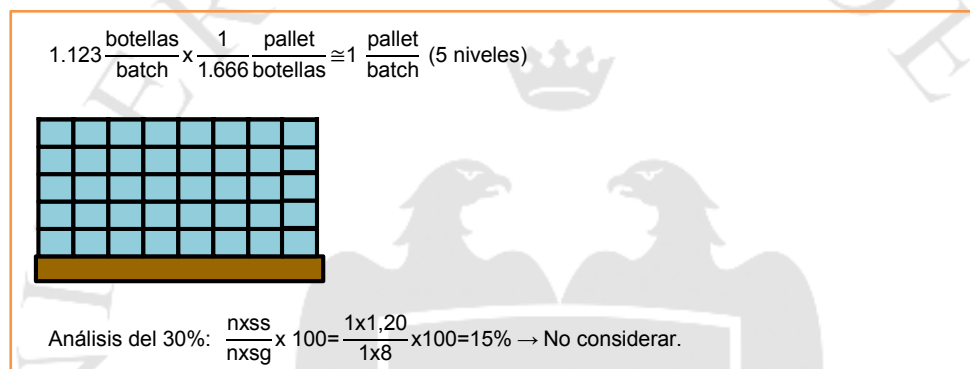 1.123 botellas/batch x 1/1.666 pallet/botellas ≅ 1 pallet/batch (5 niveles)
Análisis del 30%: nxss/nxsg x 100= 1x1,20/1x8 x100=15% → No considerar.